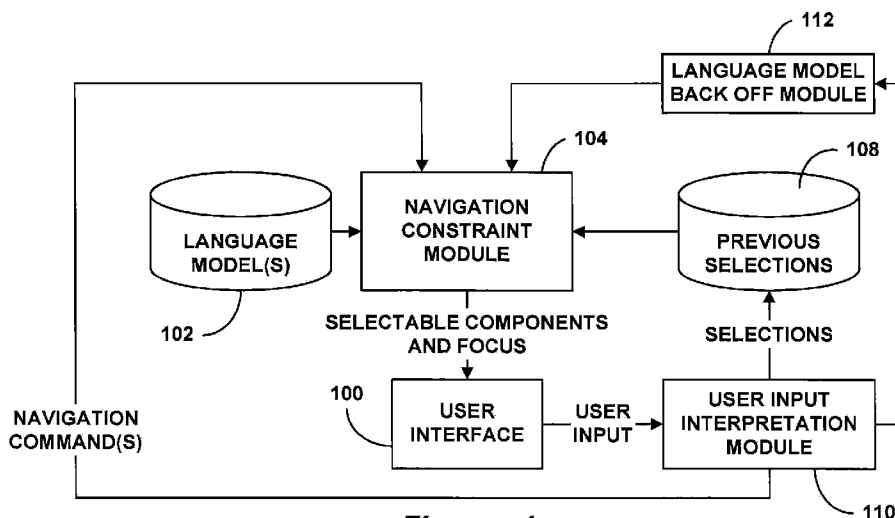 112
LANGUAGE MODEL
BACK OFF MODULE
104
108
NAVIGATION
CONSTRAINT
MODULE
LANGUAGE
MODEL(S)
PREVIOUS
SELECTIONS
102
SELECTABLE COMPONENTS
AND FOCUS
SELECTIONS
100
USER
INTERFACE
USER
INPUT
USER INPUT
INTERPRETATION
MODULE
NAVIGATION
COMMAND(S)
110